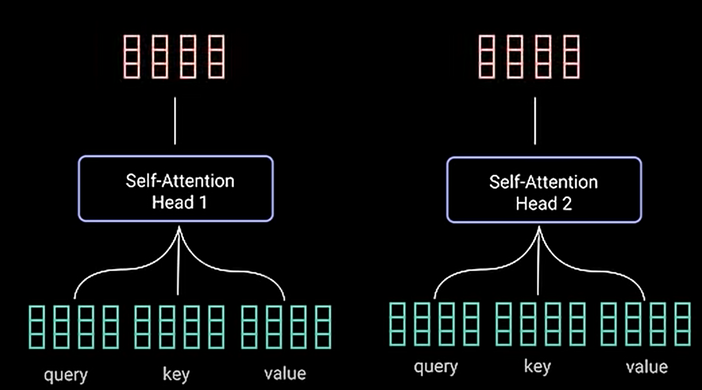 Self-Attention
Head 1
Self-Attention
Head 2
query key value
query key value